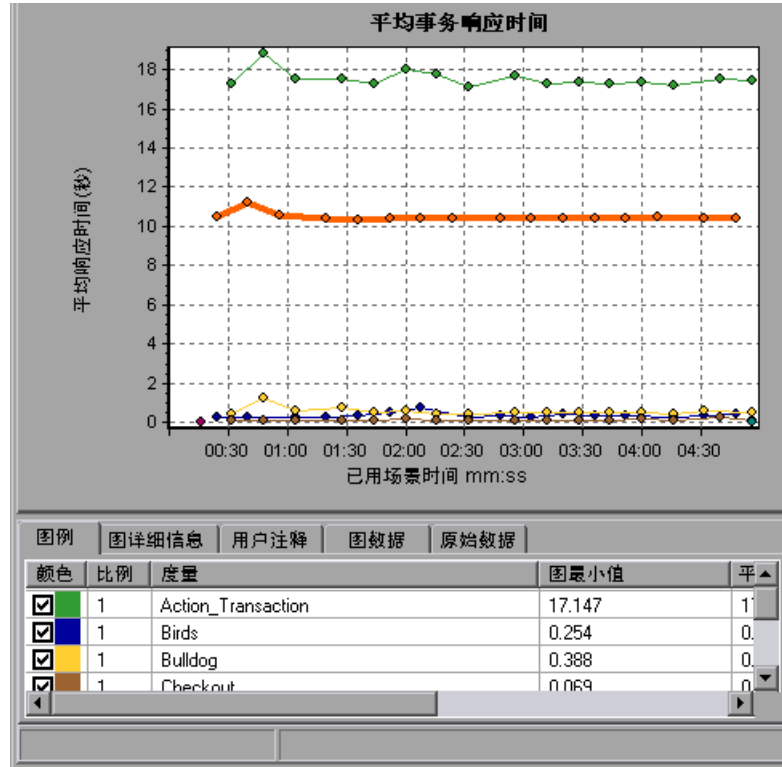 平均事务响应时间
平均响应时间(秒)
18
16
14
12
10
8
6
4
2
0
00:30 01:00 01:30 02:00 02:30 03:00 03:30 04:00 04:30
已用场景时间 mm:ss
图例 图详细信息 用户注释 图数据 原始数据
颜色 比例 度量 图最小值 平
1 Action_Transaction 17.147 1
1 Birds 0.254 0.
1 Bulldog 0.388 0.
1 Checkout 0.069 0